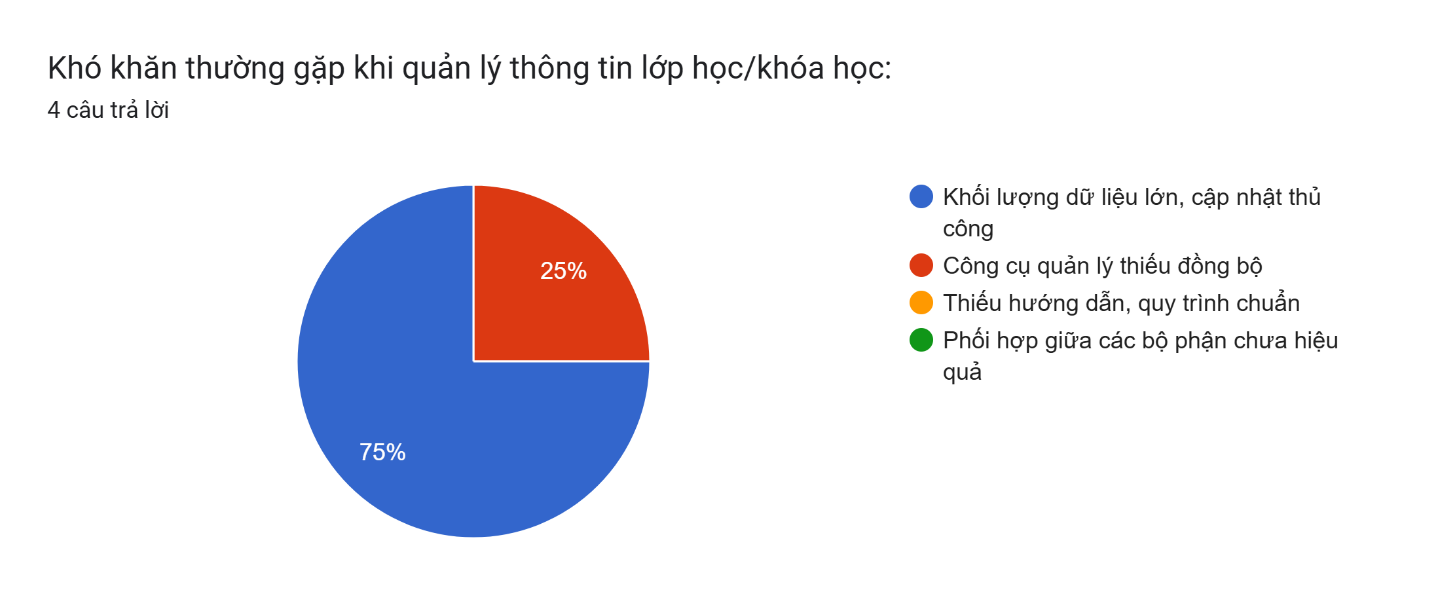 Khó khăn thường gặp khi quản lý thông tin lớp học/khóa học:
4 câu trả lời
25%
75%
Khối lượng dữ liệu lớn, cập nhật thủ
công
Công cụ quản lý thiếu đồng bộ
Thiếu hướng dẫn, quy trình chuẩn
Phối hợp giữa các bộ phận chưa hiệu
quả